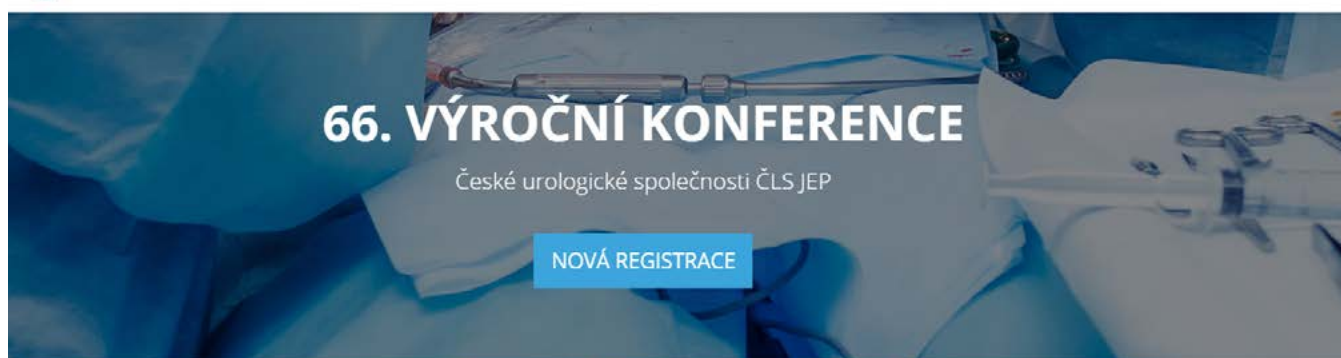 66. VÝROČNÍ KONFERENCE
České urologické společnosti ČLS JEP
NOVÁ REGISTRACE